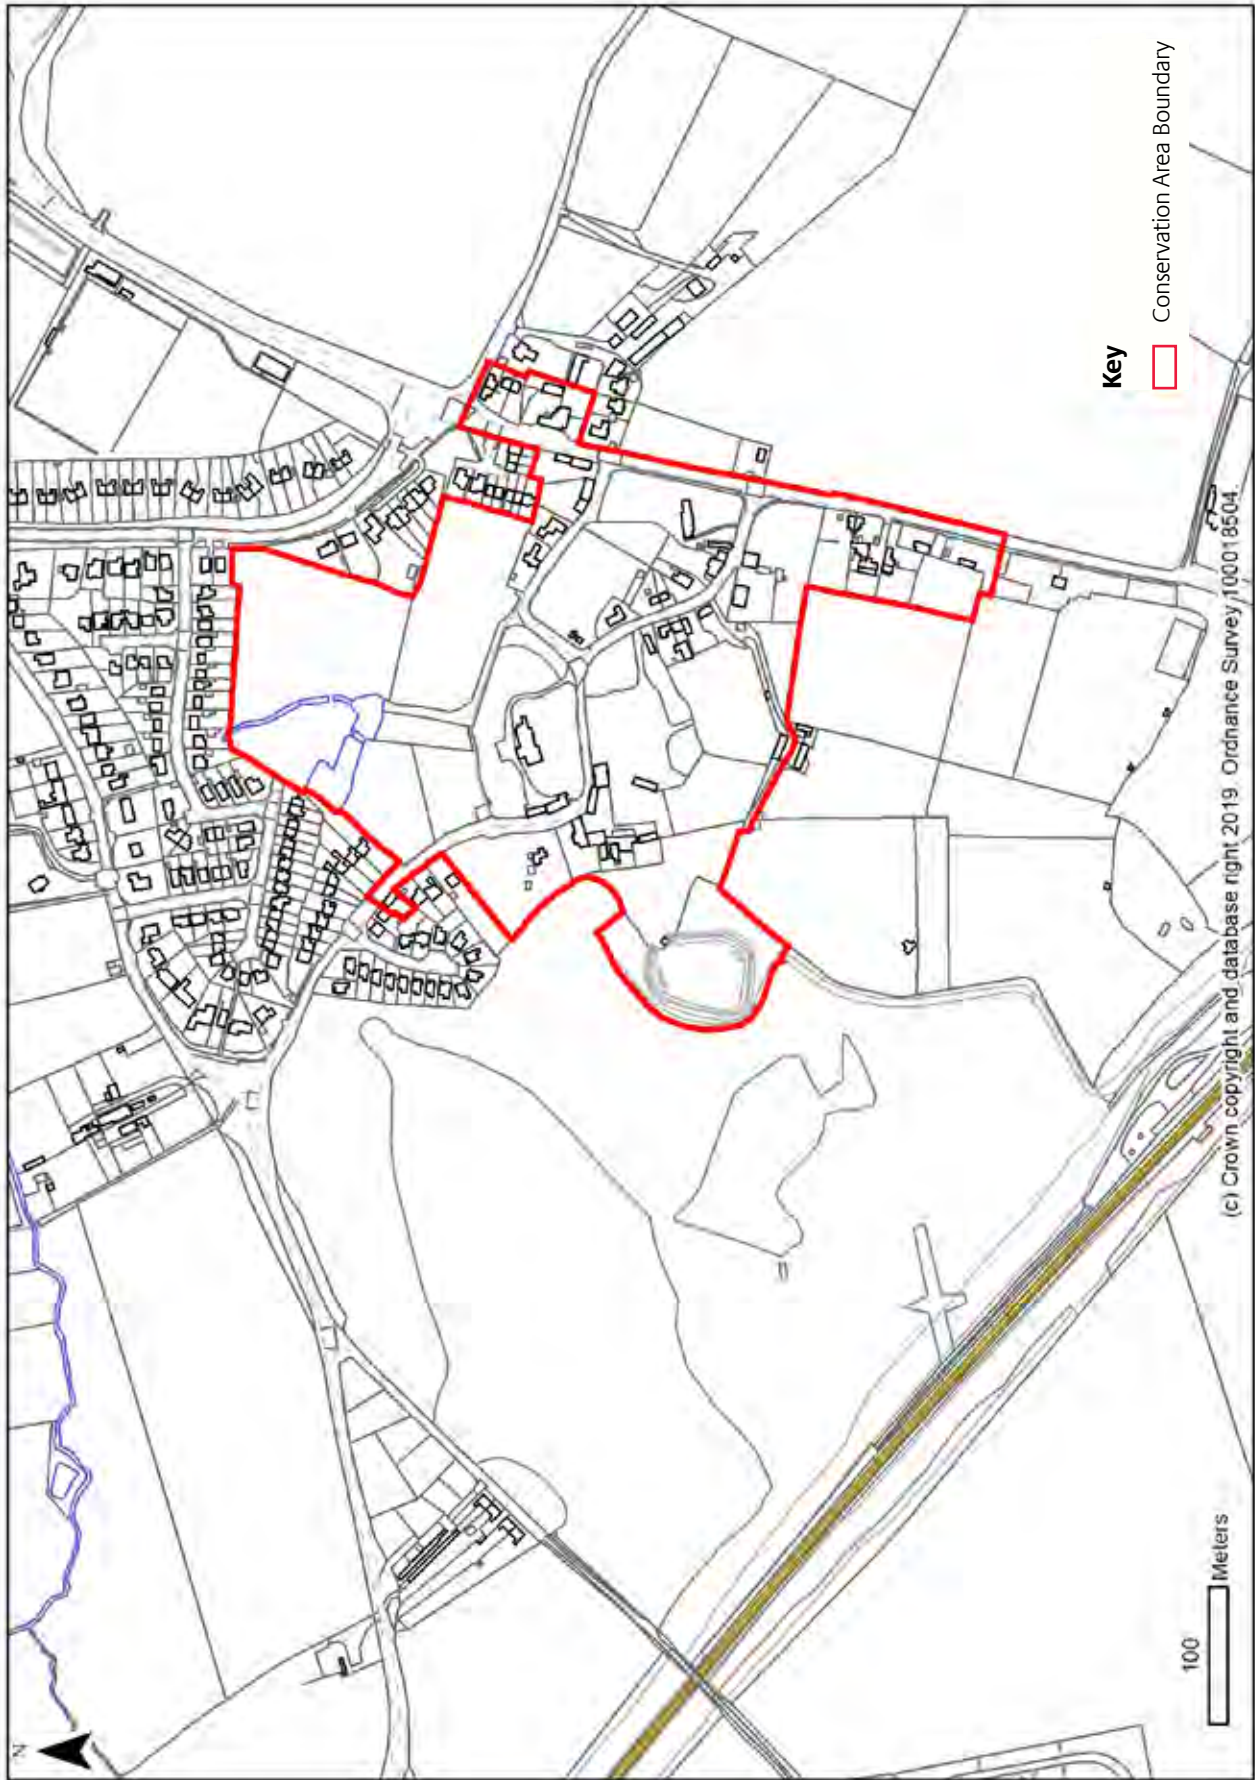 N
Key
Conservation Area Boundary
100
Meters
(c) Crown copyright and database right 2019. Ordnance Survey 100018504.